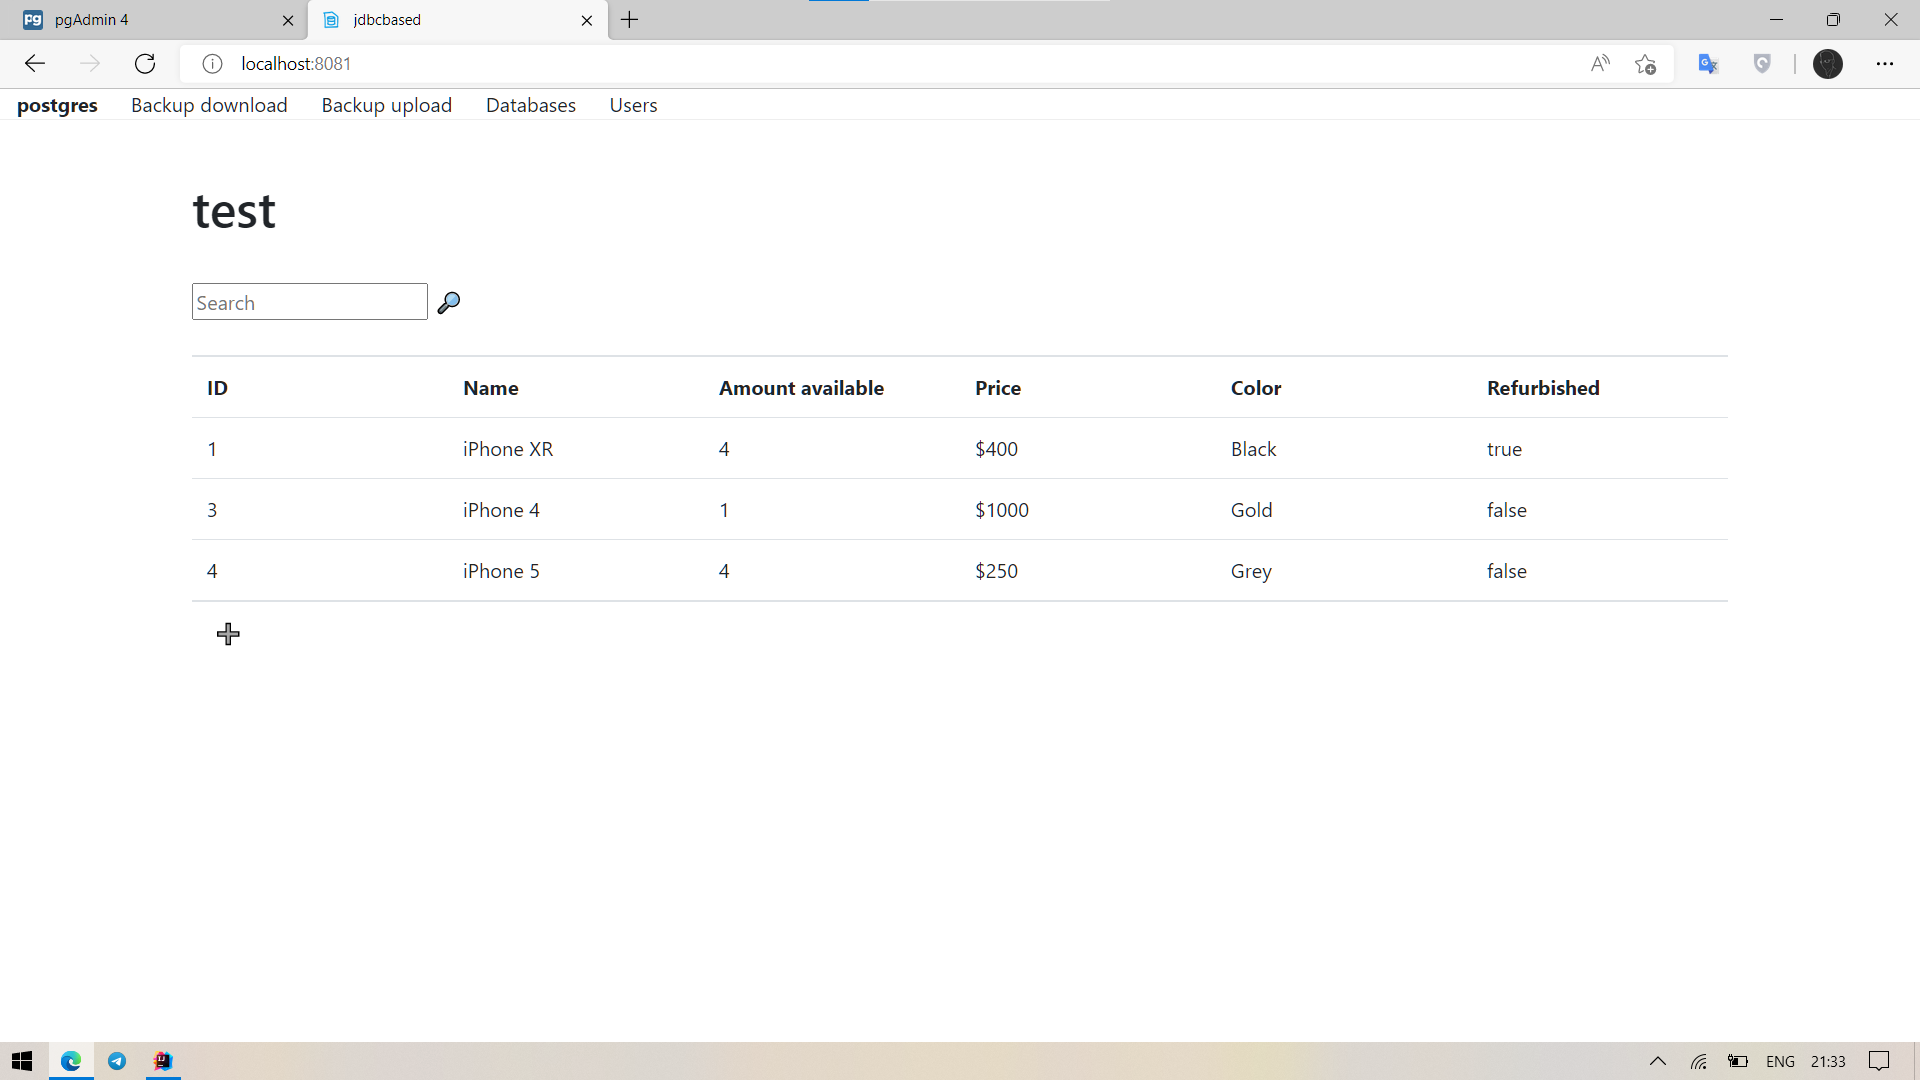 pgAdmin 4
jdbcbased
localhost:8081
postgres Backup download Backup upload Databases Users
test
Search
ID Name Amount available Price Color Refurbished
1 iPhone XR 4 $400 Black true
3 iPhone 4 1 $1000 Gold false
4 iPhone 5 4 $250 Grey false
ENG 21:33